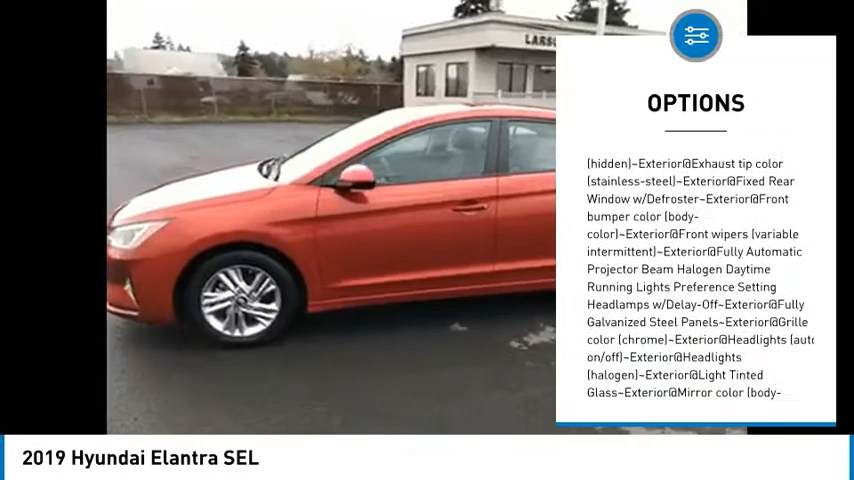 LARS
OPTIONS
(hidden)~Exterior@Exhaust tip color
(stainless-steel)~Exterior@Fixed Rear
Window w/Defroster~Exterior@Front
bumper color (body-
color)~Exterior@Front wipers (variable
intermittent)~Exterior@Fully Automatic
Projector Beam Halogen Daytime
Running Lights Preference Setting
Headlamps w/Delay-Off~Exterior@Fully
Galvanized Steel Panels~Exterior@Grille
color (chrome)~Exterior@Headlights (auto
on/off)~Exterior@Headlights
(halogen)~Exterior@Light Tinted
Glass~Exterior@Mirror color (body-
2019 Hyundai Elantra SEL